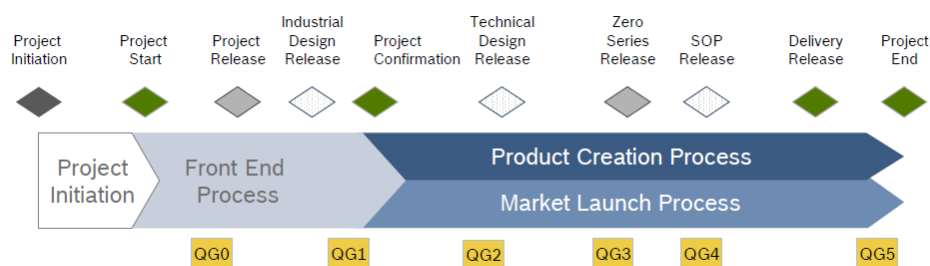 Project
Initiation
Project
Start
Project
Release
Industrial
Design
Release
Project
Confirmation
Technical
Design
Release
Zero
Series
Release
SOP
Release
Delivery
Release
Project
End
Project
Initiation
Front End
Process
Product Creation Process
Market Launch Process
QG0
QG1
QG2
QG3
QG4
QG5